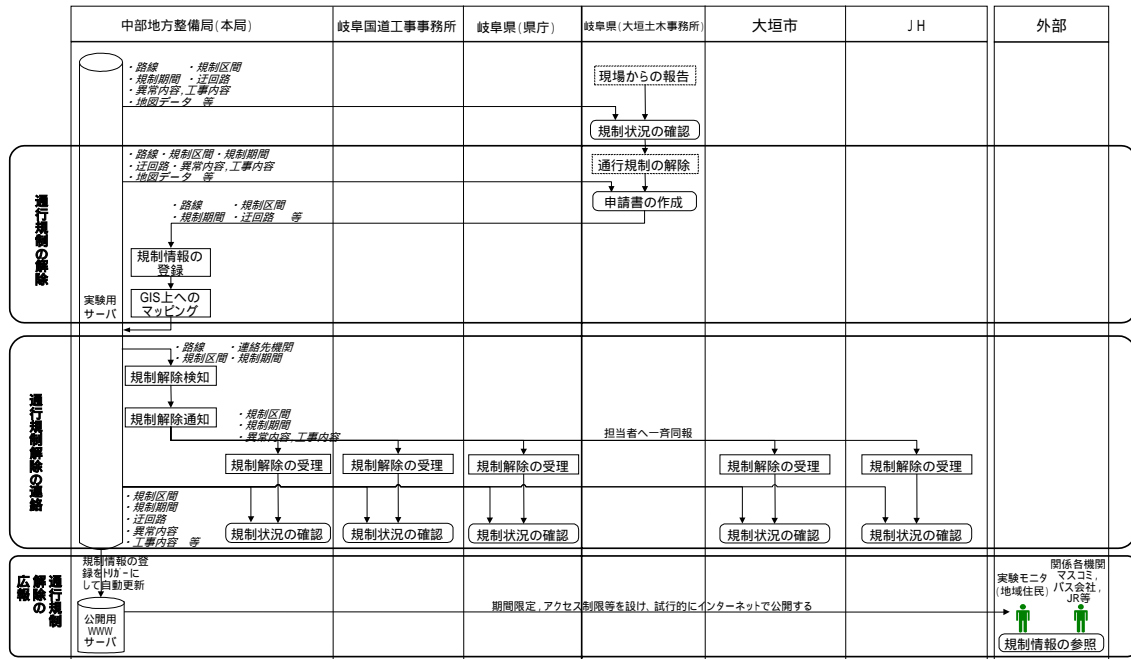 中部地方整備局(本局)
岐阜国道工事事務所
岐阜県(県庁)
岐阜県(大垣土木事務所)
大垣市
ＪＨ
外部
・路線　・規制区間
・規制期間 ・迂回路
・異常内容,工事内容
・地図データ 等
現場からの報告
規制状況の確認
通行規制の解除
・路線・規制区間・規制期間
・迂回路・異常内容,工事内容
・地図データ 等
通行規制の解除
申請書の作成
・路線　・規制区間
・規制期間 ・迂回路 等
規制情報の
登録
GIS上への
マッピング
実験用
サーバ
通行規制解除の連絡
・路線　・連絡先機関
・規制区間・規制期間
規制解除検知
規制解除通知
・規制区間
・規制期間
・異常内容,工事内容
担当者へ一斉同報
規制解除の受理
規制解除の受理
規制解除の受理
規制解除の受理
規制解除の受理
・規制区間
・規制期間
・迂回路
・異常内容
・工事内容 等
規制状況の確認
規制状況の確認
規制状況の確認
規制状況の確認
規制状況の確認
通行規制
解除の
広報
規制情報の登
録をﾄﾘｶﾞｰに
して自動更新
公開用
WWW
サーバ
期間限定,アクセス制限等を設け、試行的にインターネットで公開する
実験モニタ
(地域住民)
関係各機関
マスコミ,
バス会社,
JR等
規制情報の参照